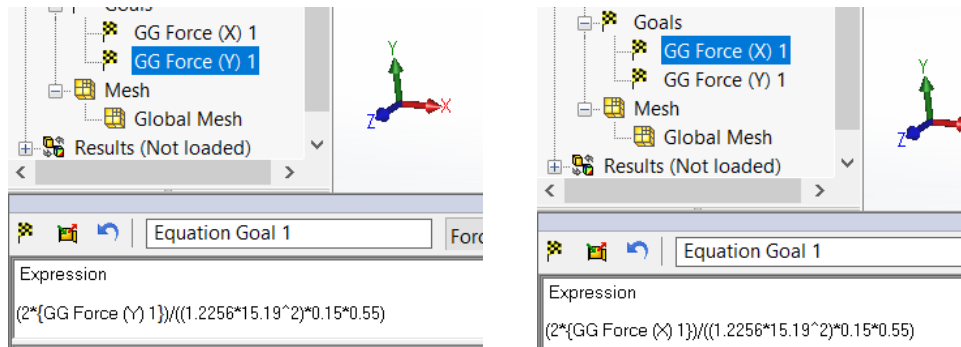 Goals
GG Force (X) 1
GG Force (Y) 1
Mesh
Global Mesh
Results (Not loaded)
Y
X
Z
Equation Goal 1
Forc
Expression
(2*{GG Force (Y) 1})/((1.2256*15.19^2)*0.15*0.55)
Goals
GG Force (X) 1
GG Force (Y) 1
Mesh
Global Mesh
Results (Not loaded)
Y
Z
Equation Goal 1
Expression
(2*{GG Force (X) 1})/((1.2256*15.19^2)*0.15*0.55)